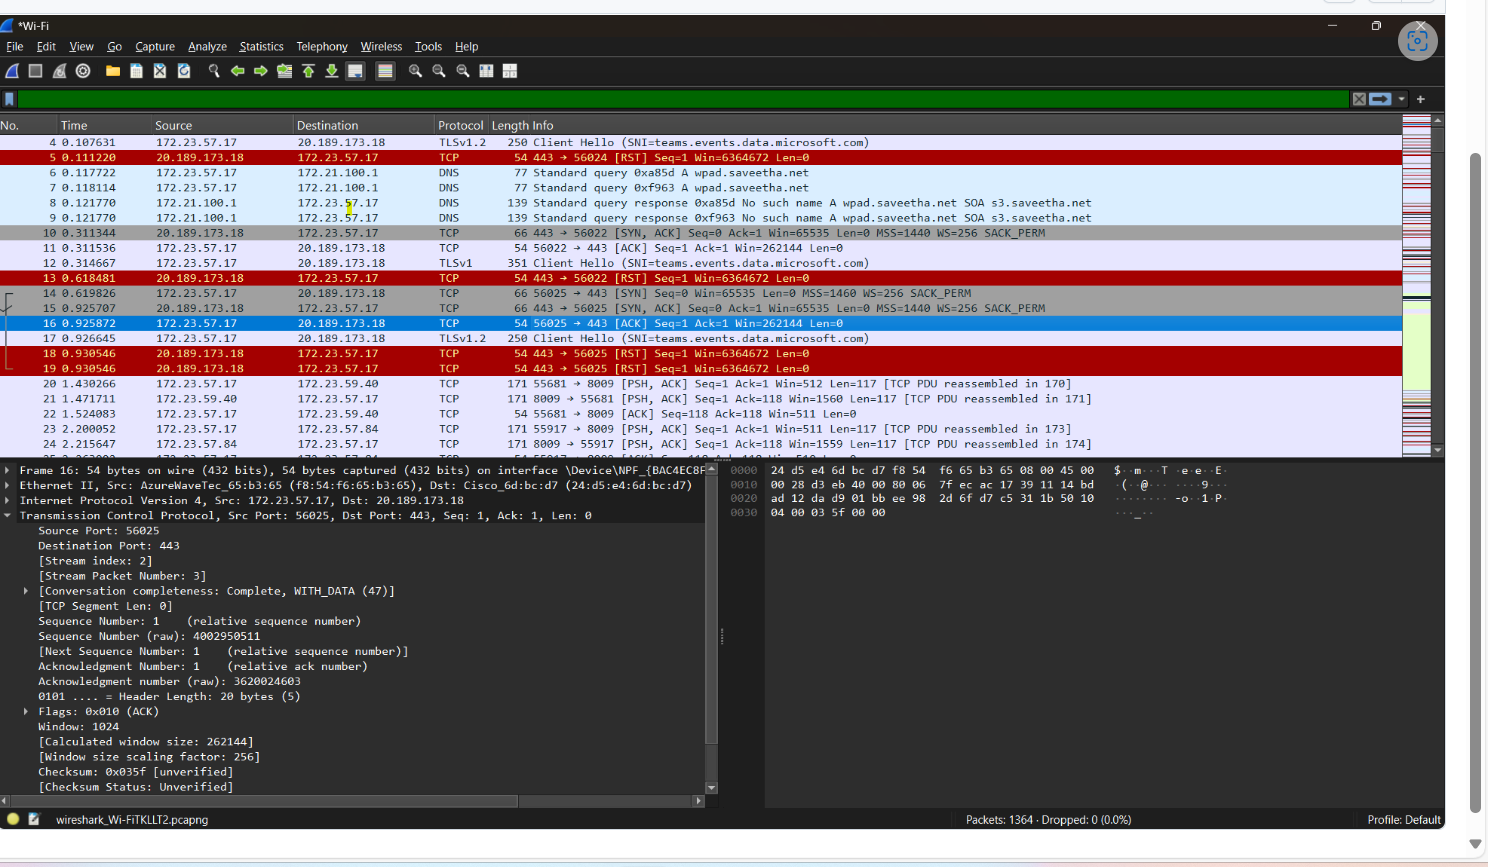 *Wi-Fi
File Edit View Go Capture Analyze Statistics Telephony Wireless Tools Help
No. Time Source Destination Protocol Length Info
4 0.107631 172.23.57.17 20.189.173.18 TLSv1.2 250 Client Hello (SNI=teams.events.data.microsoft.com)
5 0.111220 20.189.173.18 172.23.57.17 TCP 54 443 → 56024 [RST] Seq=1 Win=6364672 Len=0
6 0.117722 172.23.57.17 172.21.100.1 DNS 77 Standard query 0xa85d A wpad.saveetha.net
7 0.118114 172.23.57.17 172.21.100.1 DNS 77 Standard query 0xf963 A wpad.saveetha.net
8 0.121770 172.21.100.1 172.23.57.17 DNS 139 Standard query response 0xa85d No such name A wpad.saveetha.net SOA s3.saveetha.net
9 0.121770 172.21.100.1 172.23.57.17 DNS 139 Standard query response 0xf963 No such name A wpad.saveetha.net SOA s3.saveetha.net
10 0.311344 20.189.173.18 172.23.57.17 TCP 66 443 → 56022 [SYN, ACK] Seq=0 Ack=1 Win=65535 Len=0 MSS=1440 WS=256 SACK_PERM
11 0.311536 172.23.57.17 20.189.173.18 TCP 54 56022 → 443 [ACK] Seq=1 Ack=1 Win=262144 Len=0
12 0.314667 172.23.57.17 20.189.173.18 TLSv1 351 Client Hello (SNI=teams.events.data.microsoft.com)
13 0.618481 20.189.173.18 172.23.57.17 TCP 54 443 → 56022 [RST] Seq=1 Win=6364672 Len=0
14 0.619826 172.23.57.17 20.189.173.18 TCP 66 56025 → 443 [SYN] Seq=0 Win=65535 Len=0 MSS=1460 WS=256 SACK_PERM
15 0.925707 20.189.173.18 172.23.57.17 TCP 66 443 → 56025 [SYN, ACK] Seq=0 Ack=1 Win=65535 Len=0 MSS=1440 WS=256 SACK_PERM
16 0.925872 172.23.57.17 20.189.173.18 TCP 54 56025 → 443 [ACK] Seq=1 Ack=1 Win=262144 Len=0
17 0.926645 172.23.57.17 20.189.173.18 TLSv1.2 250 Client Hello (SNI=teams.events.data.microsoft.com)
18 0.930546 20.189.173.18 172.23.57.17 TCP 54 443 → 56025 [RST] Seq=1 Win=6364672 Len=0
19 0.930546 20.189.173.18 172.23.57.17 TCP 54 443 → 56025 [RST] Seq=1 Win=6364672 Len=0
20 1.430266 172.23.57.17 172.23.59.40 TCP 171 55681 → 8009 [PSH, ACK] Seq=1 Ack=1 Win=512 Len=117 [TCP PDU reassembled in 170]
21 1.471711 172.23.59.40 172.23.57.17 TCP 171 8009 → 55681 [PSH, ACK] Seq=1 Ack=118 Win=1560 Len=117 [TCP PDU reassembled in 171]
22 1.524083 172.23.57.17 172.23.59.40 TCP 54 55681 → 8009 [ACK] Seq=118 Ack=118 Win=511 Len=0
23 2.200052 172.23.57.17 172.23.57.84 TCP 171 55917 → 8009 [PSH, ACK] Seq=1 Ack=1 Win=511 Len=117 [TCP PDU reassembled in 173]
24 2.215647 172.23.57.84 172.23.57.17 TCP 171 8009 → 55917 [PSH, ACK] Seq=1 Ack=118 Win=1559 Len=117 [TCP PDU reassembled in 174]
Frame 16: 54 bytes on wire (432 bits), 54 bytes captured (432 bits) on interface \Device\NPF_{BAC4EC8F
Ethernet II, Src: AzureWaveTec_65:b3:65 (f8:54:f6:65:b3:65), Dst: Cisco_6d:bc:d7 (24:d5:e4:6d:bc:d7)
Internet Protocol Version 4, Src: 172.23.57.17, Dst: 20.189.173.18
Transmission Control Protocol, Src Port: 56025, Dst Port: 443, Seq: 1, Ack: 1, Len: 0
Source Port: 56025
Destination Port: 443
[Stream index: 2]
[Stream Packet Number: 3]
[Conversation completeness: Complete, WITH_DATA (47)]
[TCP Segment Len: 0]
Sequence Number: 1 (relative sequence number)
Sequence Number (raw): 4002950511
[Next Sequence Number: 1 (relative sequence number)]
Acknowledgment Number: 1 (relative ack number)
Acknowledgment number (raw): 3620024603
0101 .... = Header Length: 20 bytes (5)
Flags: 0x010 (ACK)
Window: 1024
[Calculated window size: 262144]
[Window size scaling factor: 256]
Checksum: 0x035f [unverified]
[Checksum Status: Unverified]
0000 24 d5 e4 6d bc d7 f8 54 f6 65 b3 65 08 00 45 00 $··m···T ·e·e··E·
0010 00 28 d3 eb 40 00 80 06 7f ec ac 17 39 11 14 bd ·(··@··· ····9···
0020 ad 12 da d9 01 bb ee 98 2d 6f d7 c5 31 1b 50 10 ········ -o··1·P·
0030 04 00 03 5f 00 00 ···_··
wireshark_Wi-FiTKLLT2.pcapng
Packets: 1364 · Dropped: 0 (0.0%)
Profile: Default